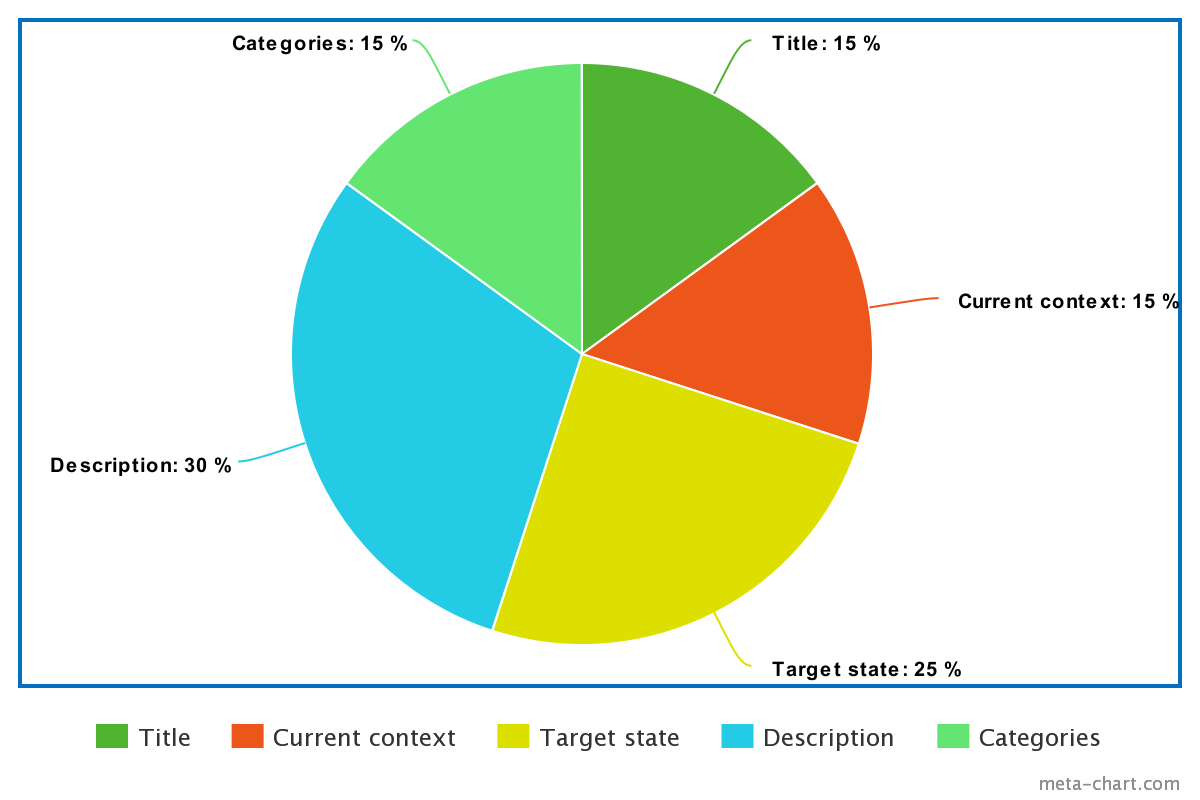 Categories: 15 %
Title: 15 %
Current context: 15 %
Description: 30 %
Target state: 25 %
Title
Current context
Target state
Description
Categories
meta-chart.com